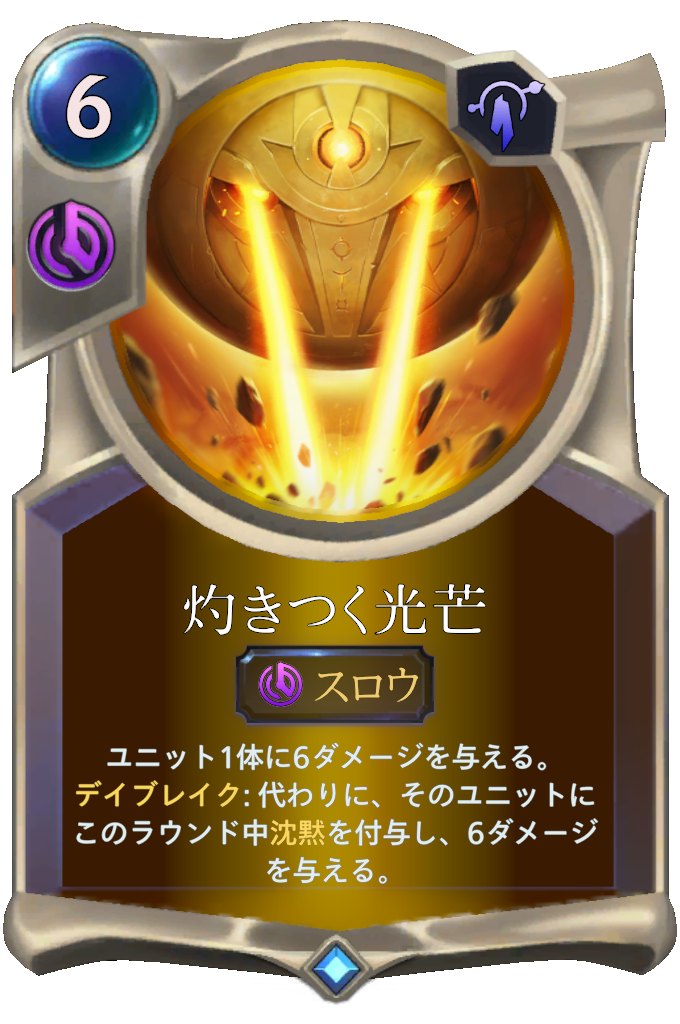 6
灼きつく光芒
スロウ
ユニット1体に6ダメージを与える。
デイブレイク: 代わりに、そのユニットに
このラウンド中沈黙を付与し、6ダメージ
を与える。